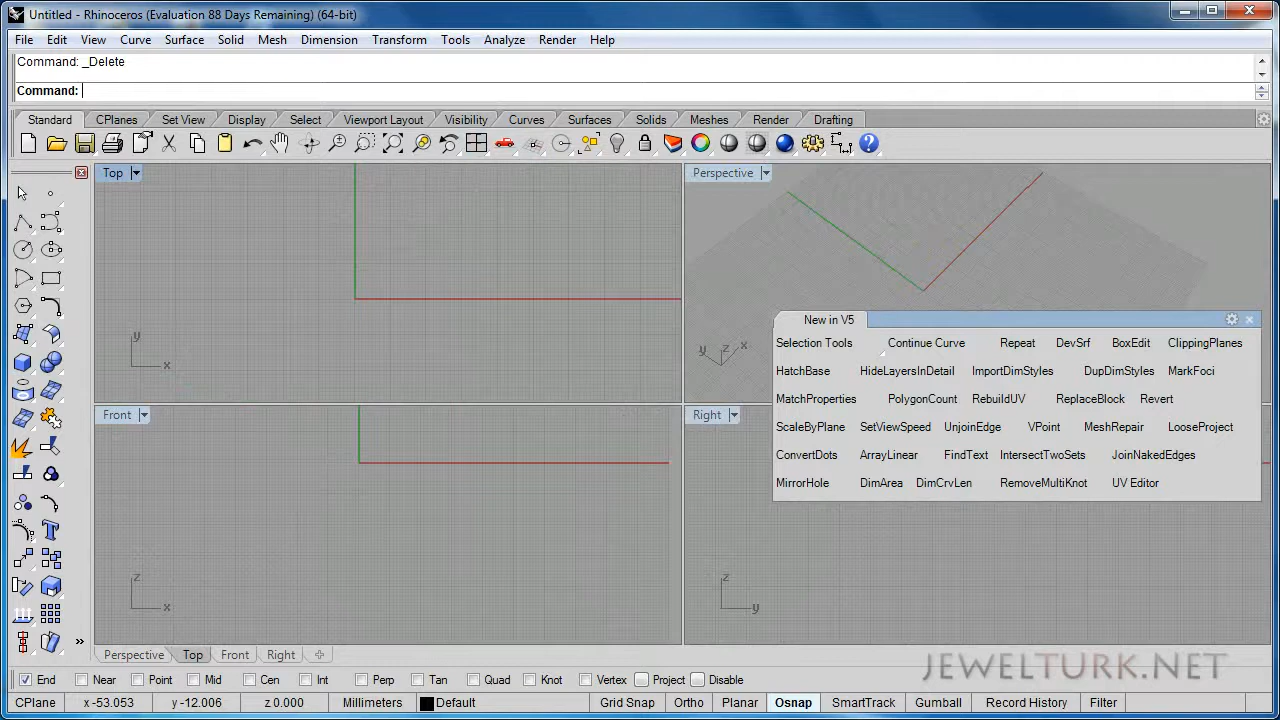 Untitled - Rhinoceros (Evaluation 88 Days Remaining) (64-bit)
File Edit View Curve Surface Solid Mesh Dimension Transform Tools Analyze Render Help
Command: _Delete
Command:
Standard CPlanes Set View Display Select Viewport Layout Visibility Curves Surfaces Solids Meshes Render Drafting
Top
Perspective
New in V5
Selection Tools Continue Curve Repeat DevSrf BoxEdit ClippingPlanes
HatchBase HideLayersInDetail ImportDimStyles DupDimStyles MarkFoci
MatchProperties PolygonCount RebuildUV ReplaceBlock Revert
ScaleByPlane SetViewSpeed UnjoinEdge VPoint MeshRepair LooseProject
ConvertDots ArrayLinear FindText IntersectTwoSets JoinNakedEdges
MirrorHole DimArea DimCrvLen RemoveMultiKnot UV Editor
y
x
y z x
Front
Right
z
x
z
y
Perspective Top Front Right
JEWELTURK.NET
End Near Point Mid Cen Int Perp Tan Quad Knot Vertex Project Disable
CPlane x -53.053 y -12.006 z 0.000 Millimeters Default Grid Snap Ortho Planar Osnap SmartTrack Gumball Record History Filter